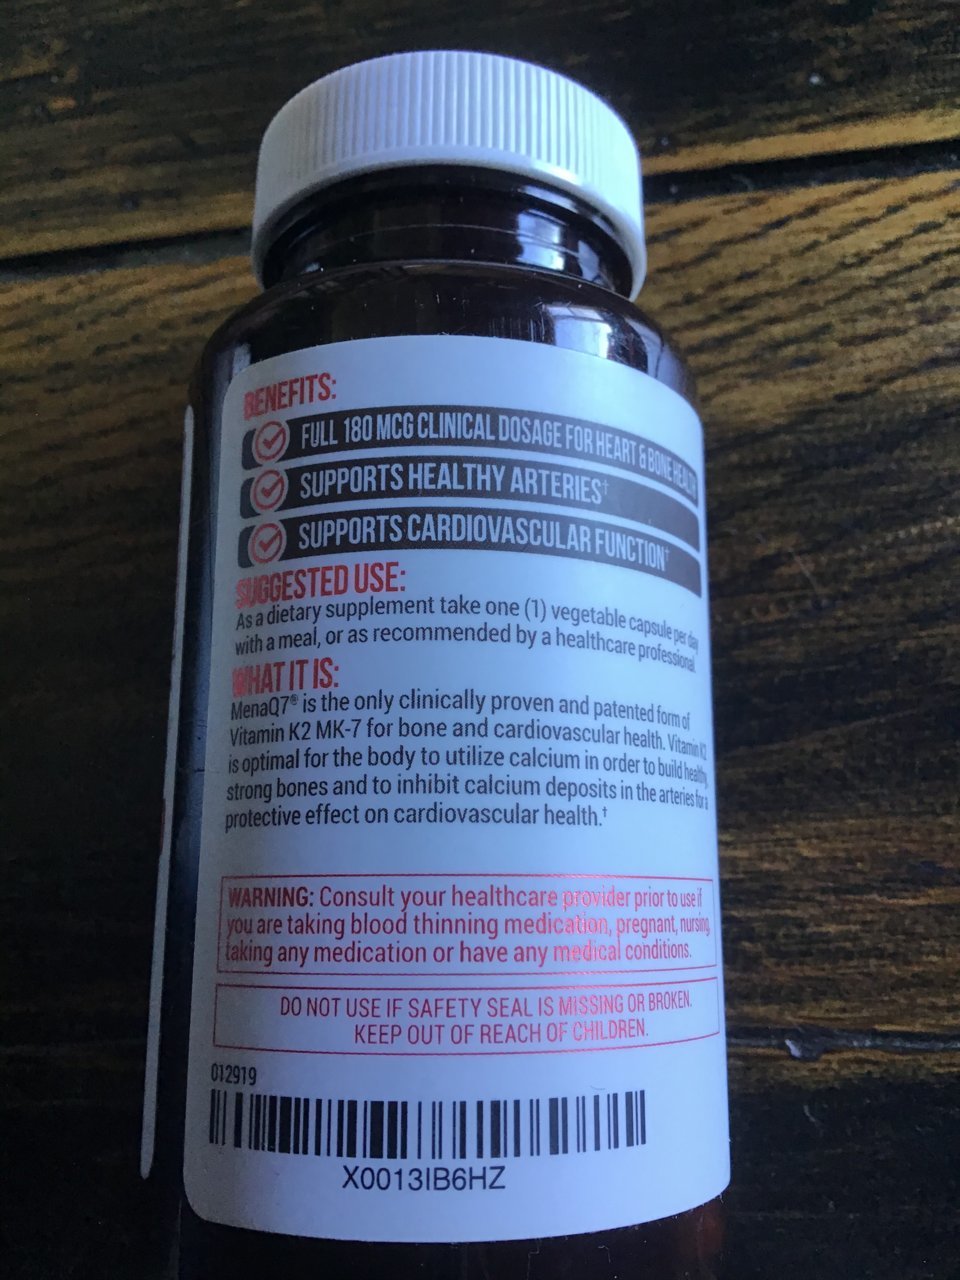 BENEFITS:
FULL 180 MCG CLINICAL DOSAGE FOR HEART & BONE HEALTH
SUPPORTS HEALTHY ARTERIES†
SUPPORTS CARDIOVASCULAR FUNCTION†
SUGGESTED USE:
As a dietary supplement take one (1) vegetable capsule per day
with a meal, or as recommended by a healthcare professional.
WHAT IT IS:
MenaQ7® is the only clinically proven and patented form of
Vitamin K2 MK-7 for bone and cardiovascular health. Vitamin K2
is optimal for the body to utilize calcium in order to build healthy,
strong bones and to inhibit calcium deposits in the arteries for a
protective effect on cardiovascular health.†
WARNING: Consult your healthcare provider prior to use if
you are taking blood thinning medication, pregnant, nursing,
taking any medication or have any medical conditions.
DO NOT USE IF SAFETY SEAL IS MISSING OR BROKEN.
KEEP OUT OF REACH OF CHILDREN.
012919
X0013IB6HZ